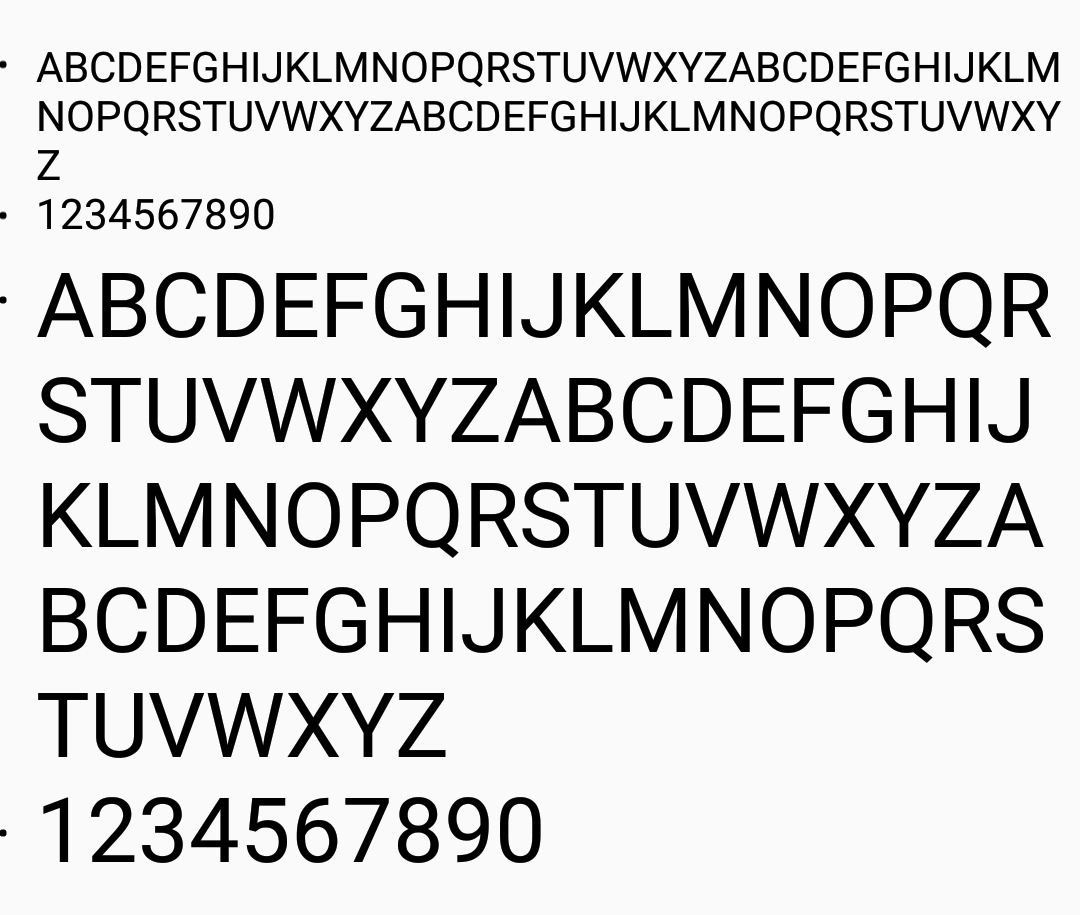 • ABCDEFGHIJKLMNOPQRSTUVWXYZABCDEFGHIJKLM
NOPQRSTUVWXYZABCDEFGHIJKLMNOPQRSTUVWXY
Z
• 1234567890
• ABCDEFGHIJKLMNOPQR
STUVWXYZABCDEFGHIJ
KLMNOPQRSTUVWXYZA
BCDEFGHIJKLMNOPQRS
TUVWXYZ
• 1234567890